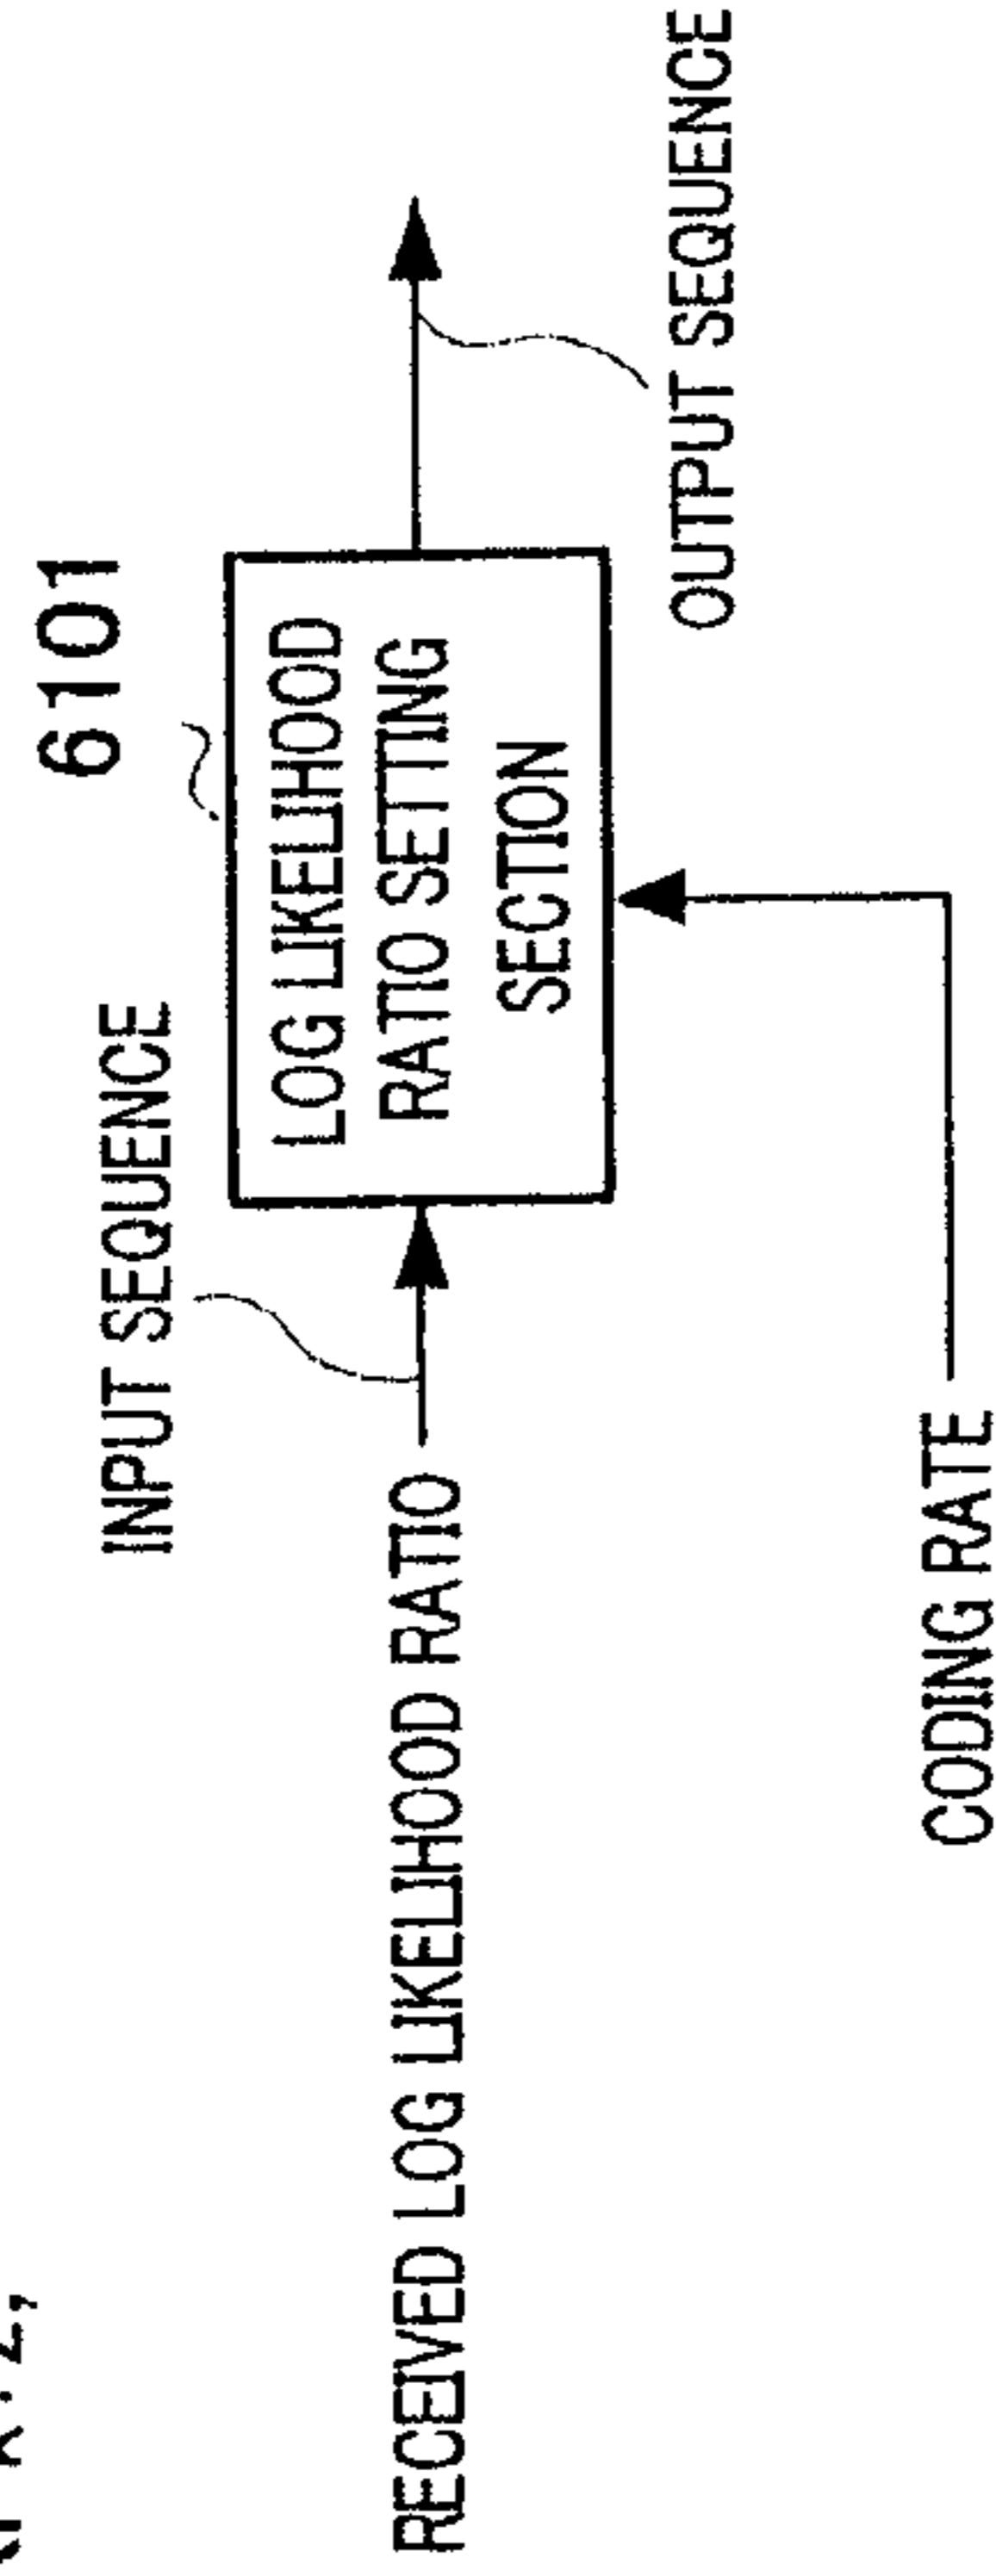 6101
INPUT SEQUENCE
LOG LIKELIHOOD
RATIO SETTING
SECTION
RECEIVED LOG LIKELIHOOD RATIO
OUTPUT SEQUENCE
CODING RATE